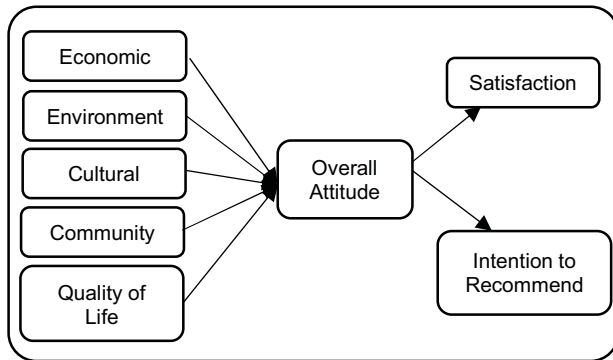 Economic
Environment
Cultural
Community
Quality of
Life
Overall
Attitude
Satisfaction
Intention to
Recommend